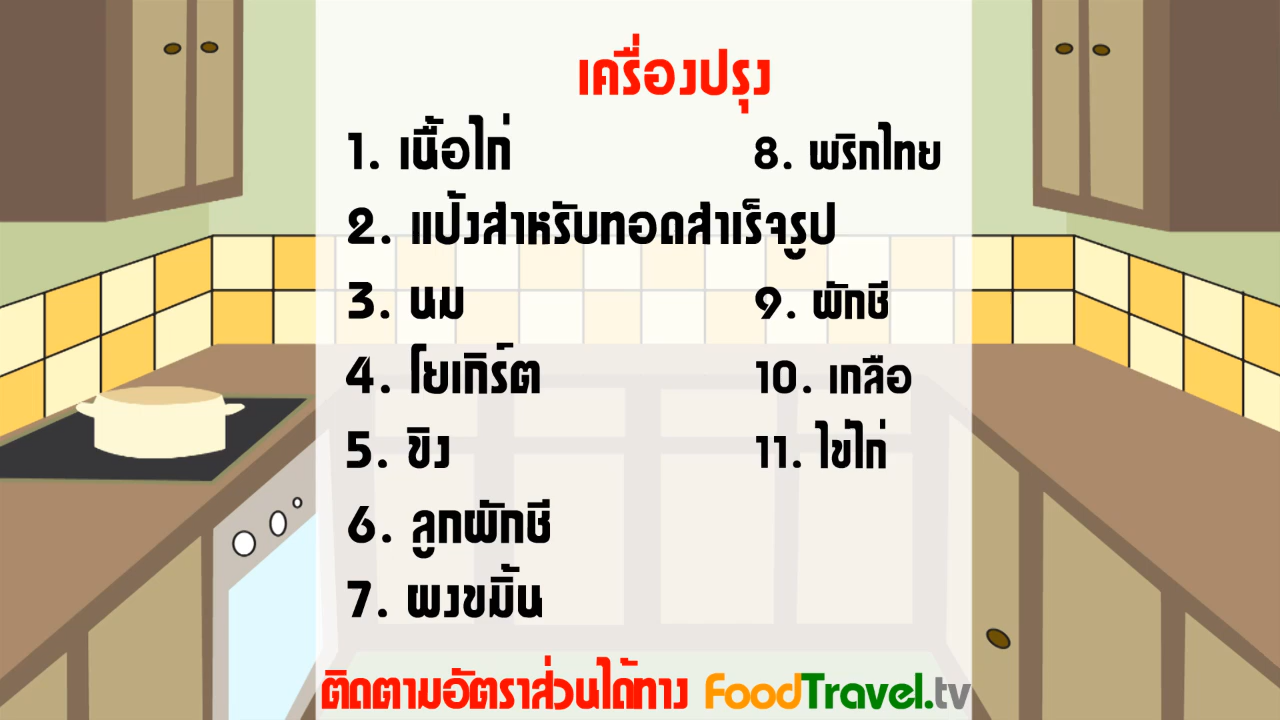 เครื่องปรุง
1. เนื้อไก่
2. แป้งสำหรับทอดสำเร็จรูป
3. นม
4. โยเกิร์ต
5. ขิง
6. ลูกผักชี
7. ผงขมิ้น
8. พริกไทย
9. ผักชี
10. เกลือ
11. ไข่ไก่
ติดตามอัตราส่วนได้ทาง FoodTravel.tv